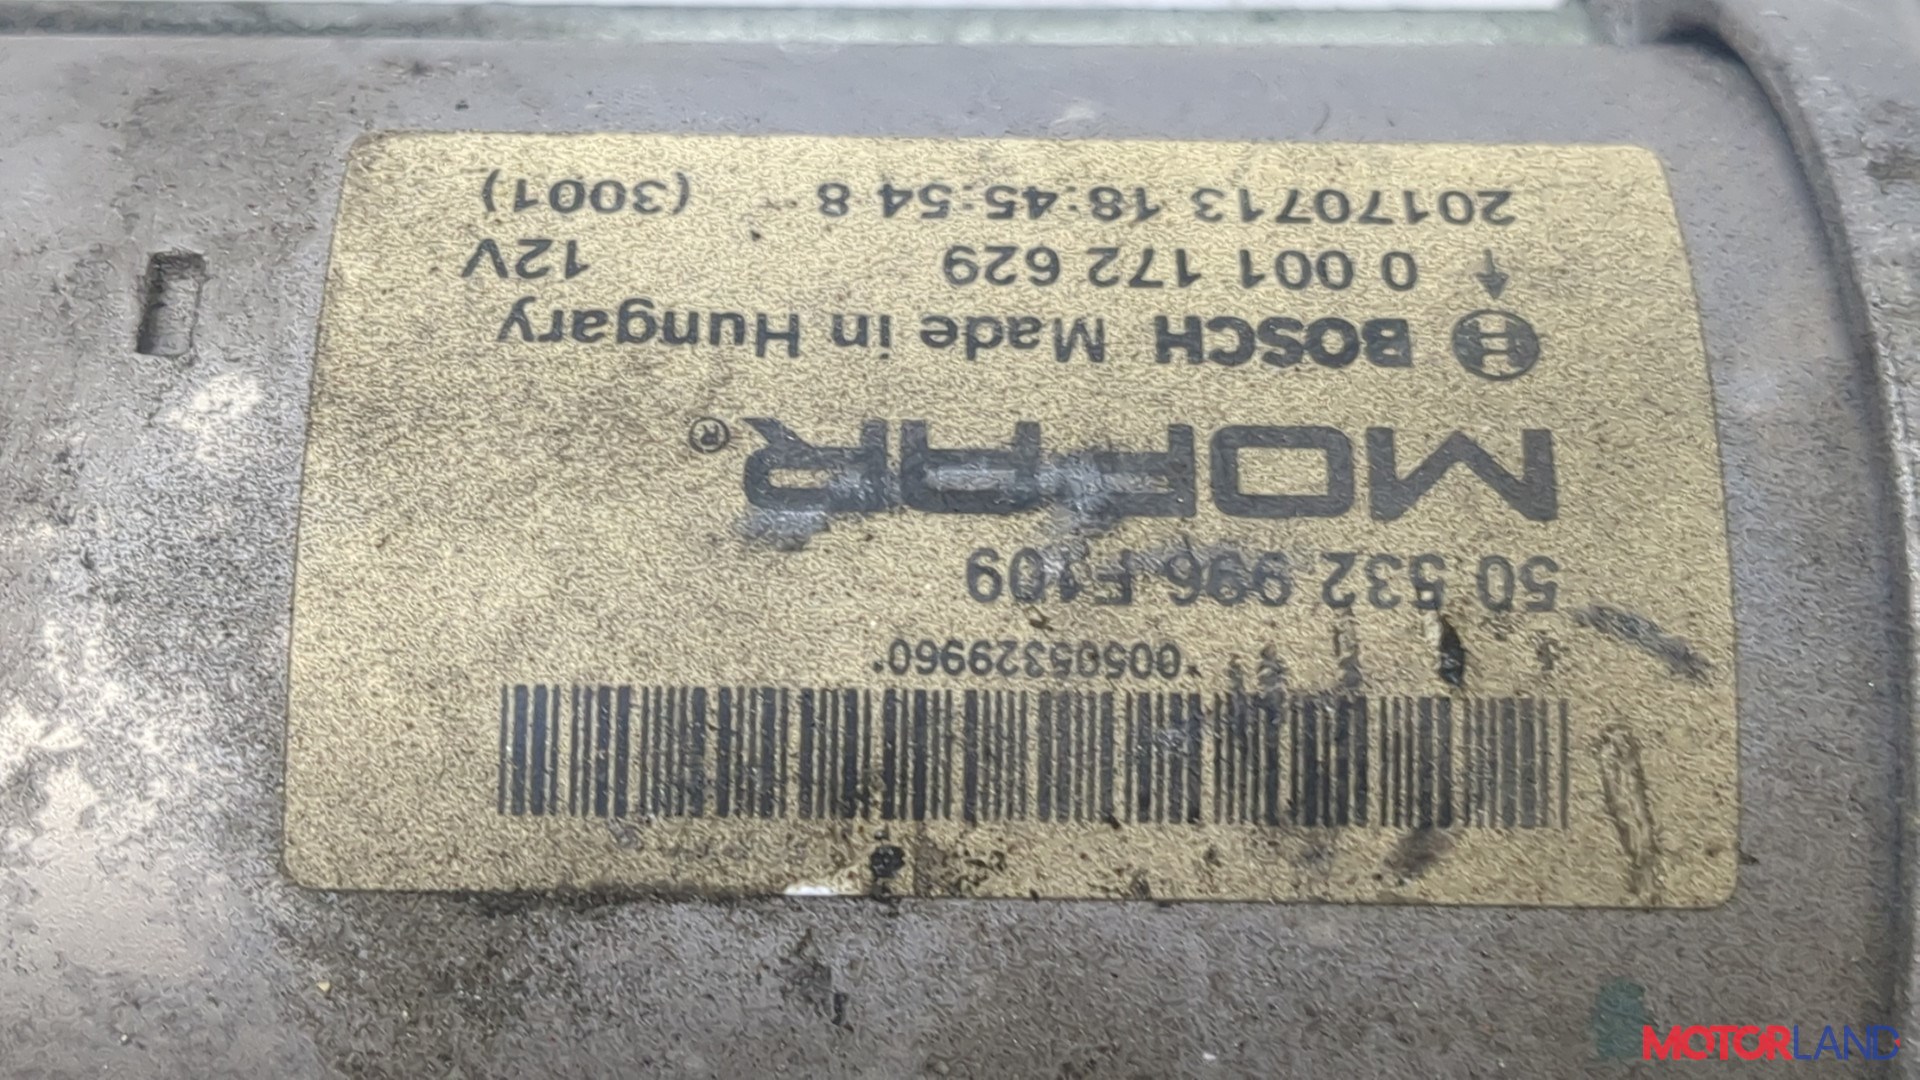 *00505329960*
50 532 996 F109
MOPAR®
BOSCH Made in Hungary
0 001 172 629 12V
20170713 18:45:54 8 (3001)
MOTORLAND